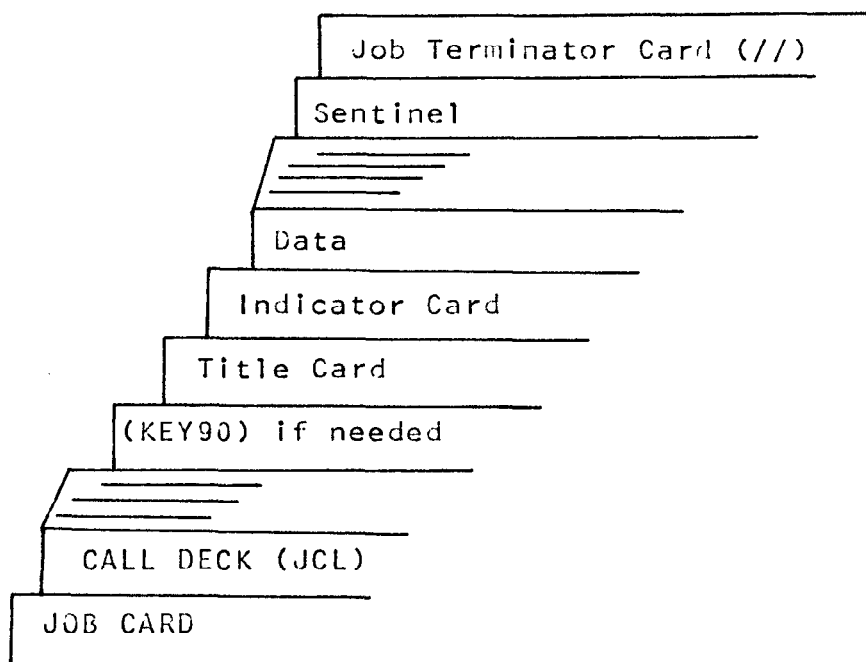 Job Terminator Card (//)
Sentinel
Data
Indicator Card
Title Card
(KEY90) if needed
CALL DECK (JCL)
JOB CARD